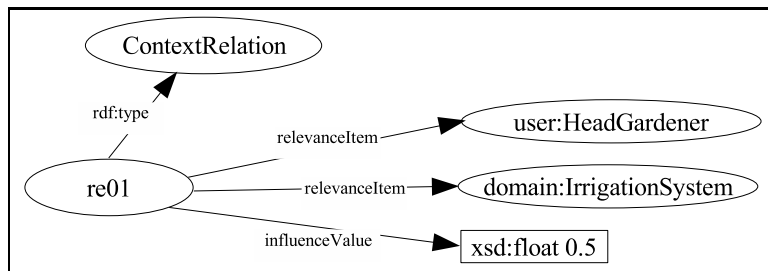 ContextRelation
rdf:type
user:HeadGardener
relevanceItem
re01
relevanceItem
domain:IrrigationSystem
influenceValue
xsd:float 0.5